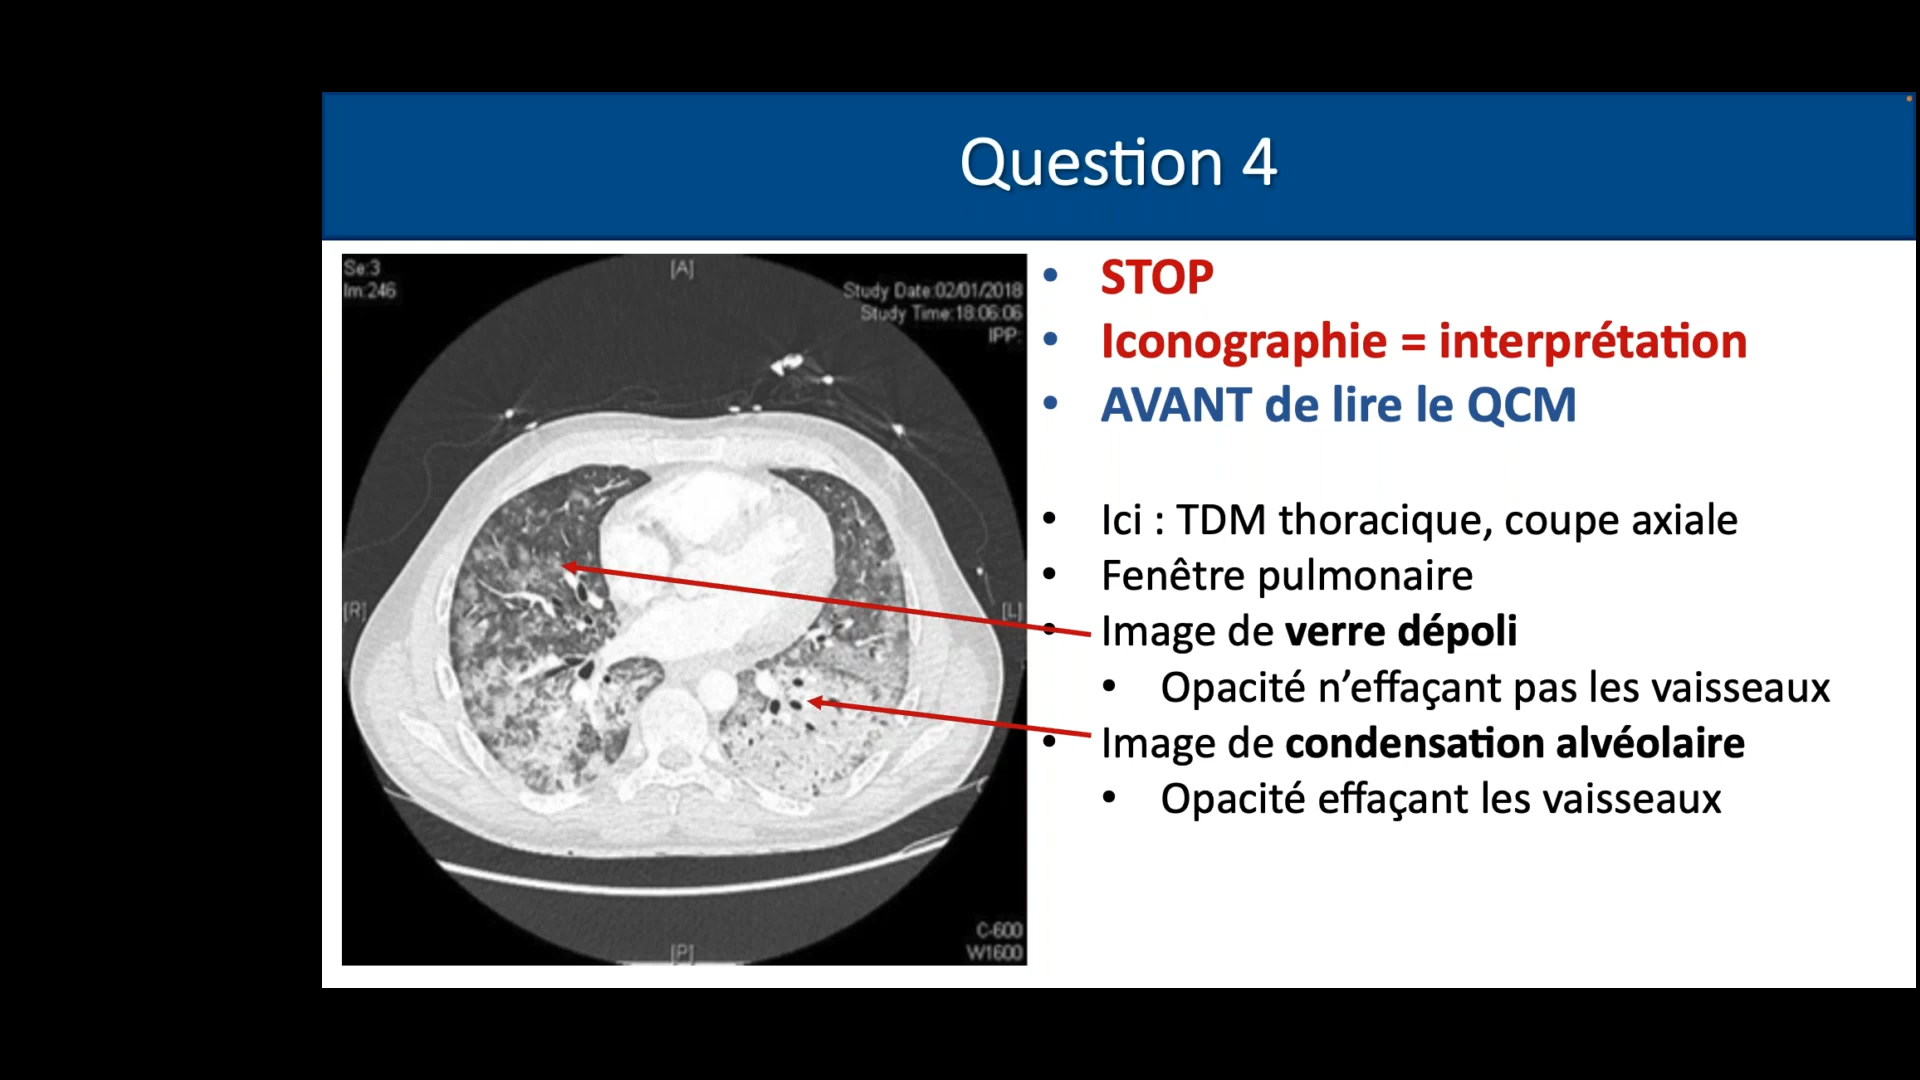 Question 4
Se:3
Im:246
[A]
Study Date:02/01/2018
Study Time:18:06:06
IPP:
[R]
[L]
[P]
C-600
W1600
• STOP
• Iconographie = interprétation
• AVANT de lire le QCM
• Ici : TDM thoracique, coupe axiale
• Fenêtre pulmonaire
• Image de verre dépoli
• Opacité n’effaçant pas les vaisseaux
• Image de condensation alvéolaire
• Opacité effaçant les vaisseaux